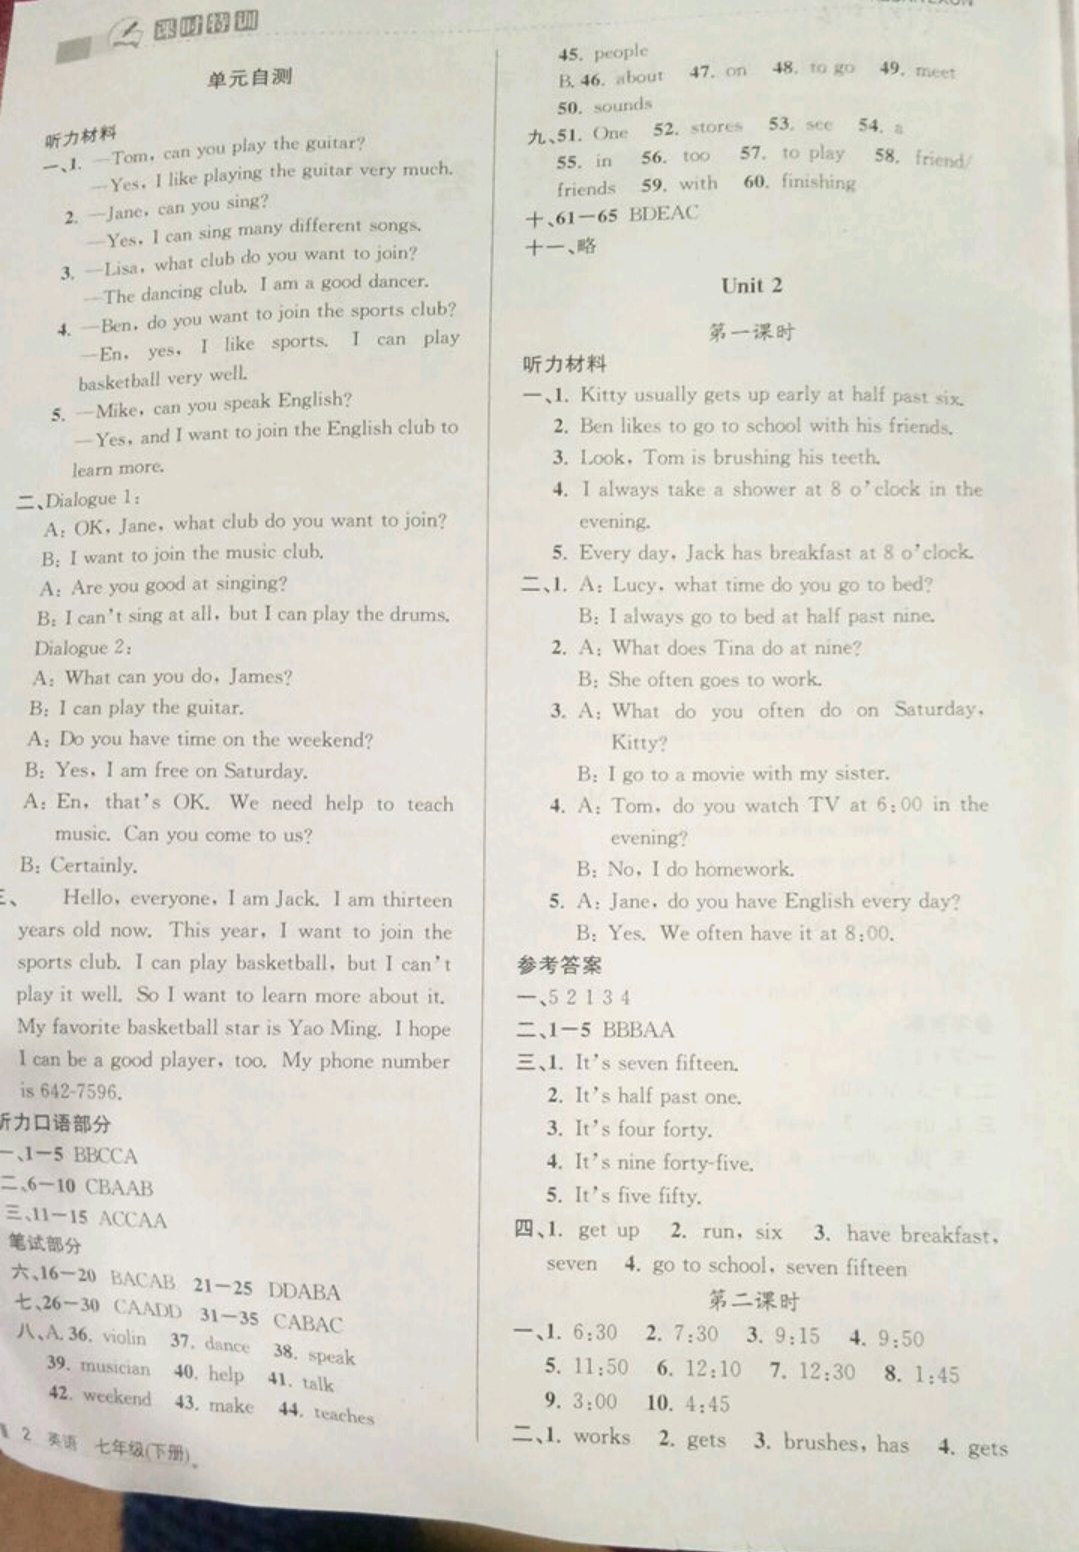 课时特训
单元自测
听力材料
一、1. —Tom, can you play the guitar?
—Yes, I like playing the guitar very much.
2. —Jane, can you sing?
—Yes, I can sing many different songs.
3. —Lisa, what club do you want to join?
—The dancing club. I am a good dancer.
4. —Ben, do you want to join the sports club?
—En, yes, I like sports. I can play
basketball very well.
5. —Mike, can you speak English?
—Yes, and I want to join the English club to
learn more.
二、Dialogue 1:
A: OK, Jane, what club do you want to join?
B: I want to join the music club.
A: Are you good at singing?
B: I can't sing at all, but I can play the drums.
Dialogue 2:
A: What can you do, James?
B: I can play the guitar.
A: Do you have time on the weekend?
B: Yes, I am free on Saturday.
A: En, that's OK. We need help to teach
music. Can you come to us?
B: Certainly.
三、 Hello, everyone, I am Jack. I am thirteen
years old now. This year, I want to join the
sports club. I can play basketball, but I can't
play it well. So I want to learn more about it.
My favorite basketball star is Yao Ming. I hope
I can be a good player, too. My phone number
is 642-7596.
听力口语部分
一、1—5 BBCCA
二、6—10 CBAAB
三、11—15 ACCAA
笔试部分
六、16—20 BACAB 21—25 DDABA
七、26—30 CAADD 31—35 CABAC
八、A. 36. violin 37. dance 38. speak
39. musician 40. help 41. talk
42. weekend 43. make 44. teaches
2 英语 七年级(下册)
45. people
B. 46. about 47. on 48. to go 49. meet
50. sounds
九、51. One 52. stores 53. see 54. a
55. in 56. too 57. to play 58. friend/
friends 59. with 60. finishing
十、61—65 BDEAC
十一、略
Unit 2
第一课时
听力材料
一、1. Kitty usually gets up early at half past six.
2. Ben likes to go to school with his friends.
3. Look, Tom is brushing his teeth.
4. I always take a shower at 8 o'clock in the
evening.
5. Every day, Jack has breakfast at 8 o'clock.
二、1. A: Lucy, what time do you go to bed?
B: I always go to bed at half past nine.
2. A: What does Tina do at nine?
B: She often goes to work.
3. A: What do you often do on Saturday,
Kitty?
B: I go to a movie with my sister.
4. A: Tom, do you watch TV at 6:00 in the
evening?
B: No, I do homework.
5. A: Jane, do you have English every day?
B: Yes. We often have it at 8:00.
参考答案
一、5 2 1 3 4
二、1—5 BBBAA
三、1. It's seven fifteen.
2. It's half past one.
3. It's four forty.
4. It's nine forty-five.
5. It's five fifty.
四、1. get up 2. run, six 3. have breakfast,
seven 4. go to school, seven fifteen
第二课时
一、1. 6:30 2. 7:30 3. 9:15 4. 9:50
5. 11:50 6. 12:10 7. 12:30 8. 1:45
9. 3:00 10. 4:45
二、1. works 2. gets 3. brushes, has 4. gets